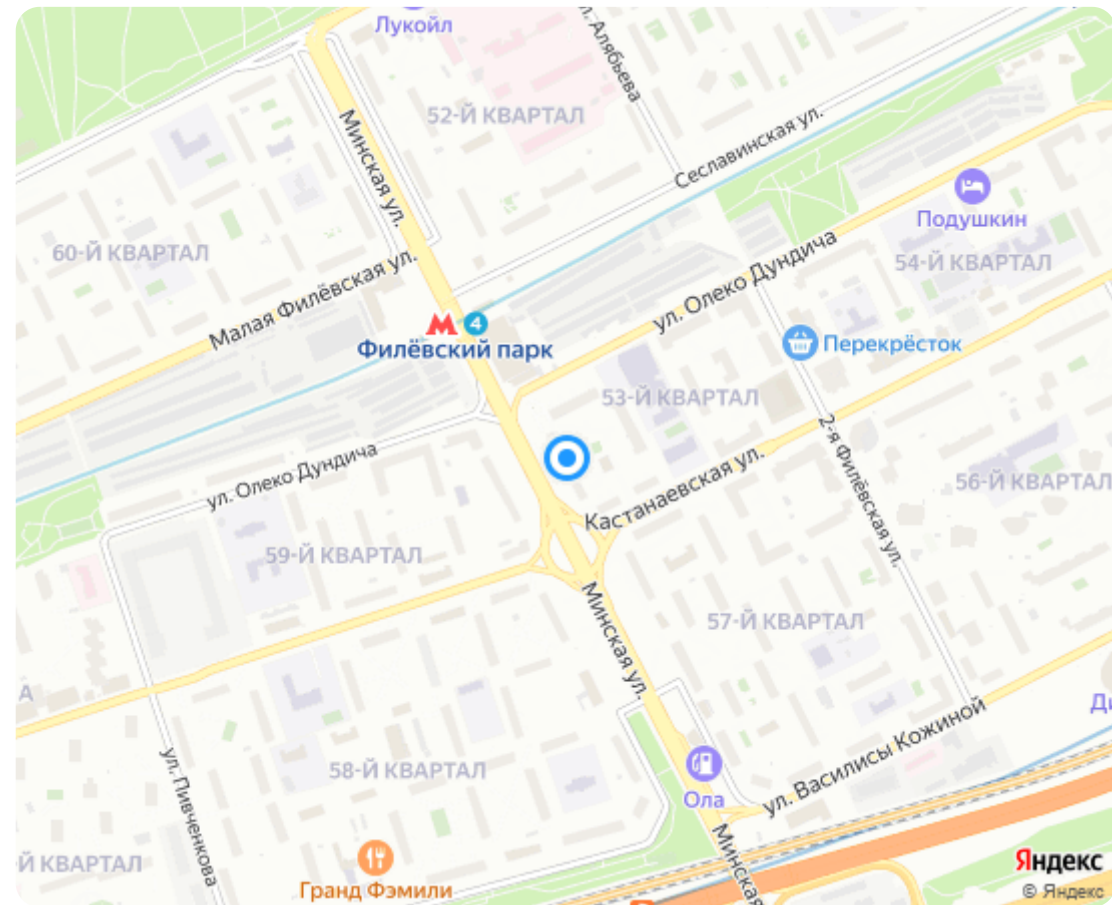 Лукойл
ул. Алябьева
52-Й КВАРТАЛ
Минская ул.
Сеславинская ул.
Подушкин
60-Й КВАРТАЛ
54-Й КВАРТАЛ
Малая Филёвская ул.
ул. Олеко Дундича
4
Филёвский парк
Перекрёсток
53-Й КВАРТАЛ
ул. Олеко Дундича
2-я Филёвская ул.
Кастанаевская ул.
56-Й КВАРТАЛ
59-Й КВАРТАЛ
Минская ул.
57-Й КВАРТАЛ
А
Ди
ул. Василисы Кожиной
ул. Пивченкова
58-Й КВАРТАЛ
Ола
Минская
Й КВАРТАЛ
Гранд Фэмили
Яндекс
© Яндекс